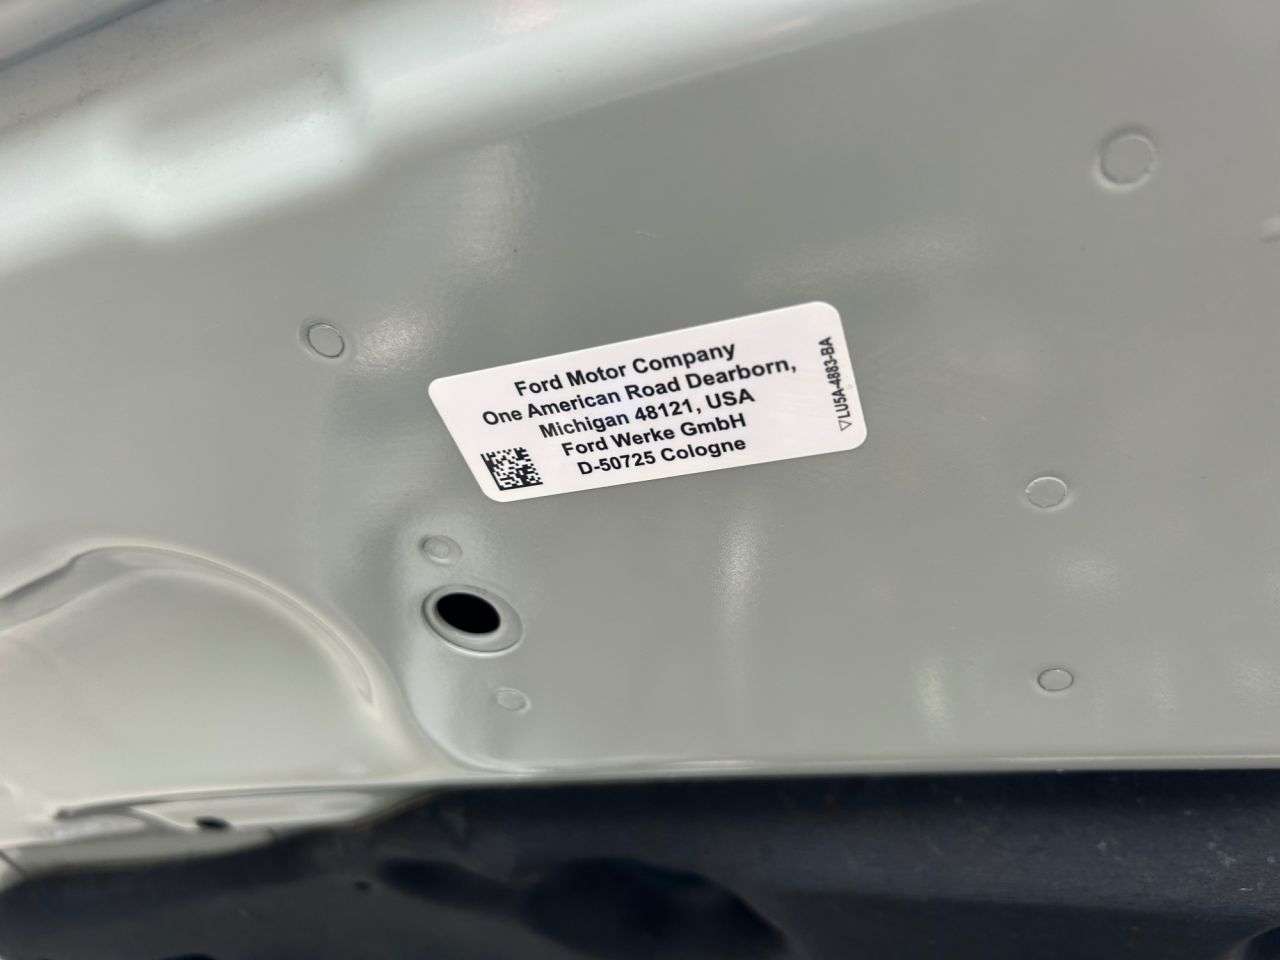 Ford Motor Company
One American Road Dearborn,
Michigan 48121, USA
Ford Werke GmbH
D-50725 Cologne
▽LU5A-4883-BA